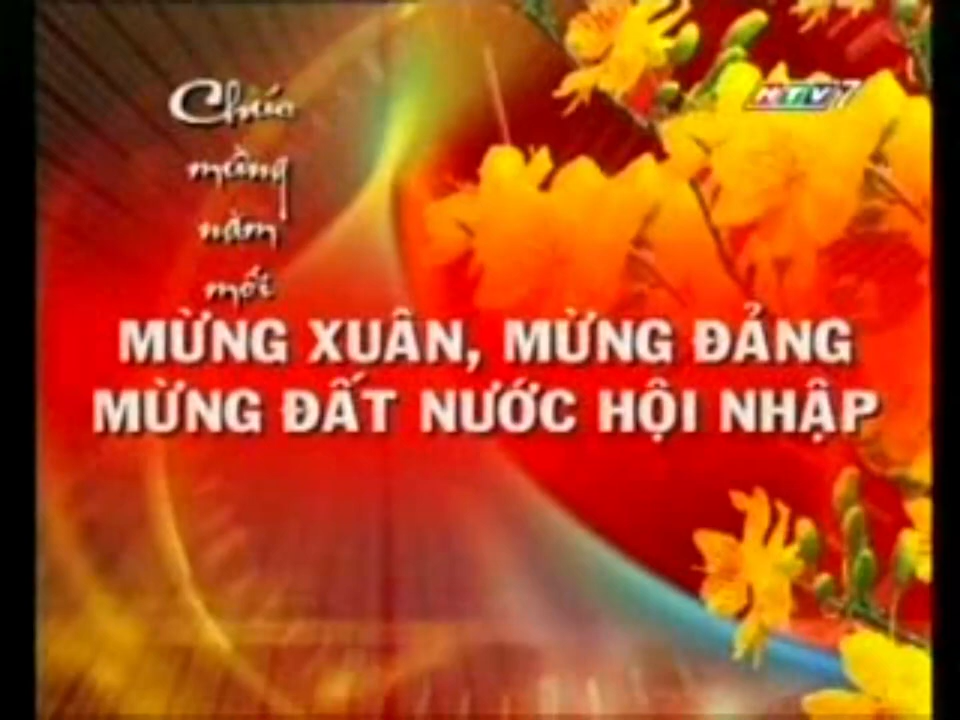 HTV7
Chúc
mừng
năm
mới
MỪNG XUÂN, MỪNG ĐẢNG
MỪNG ĐẤT NƯỚC HỘI NHẬP